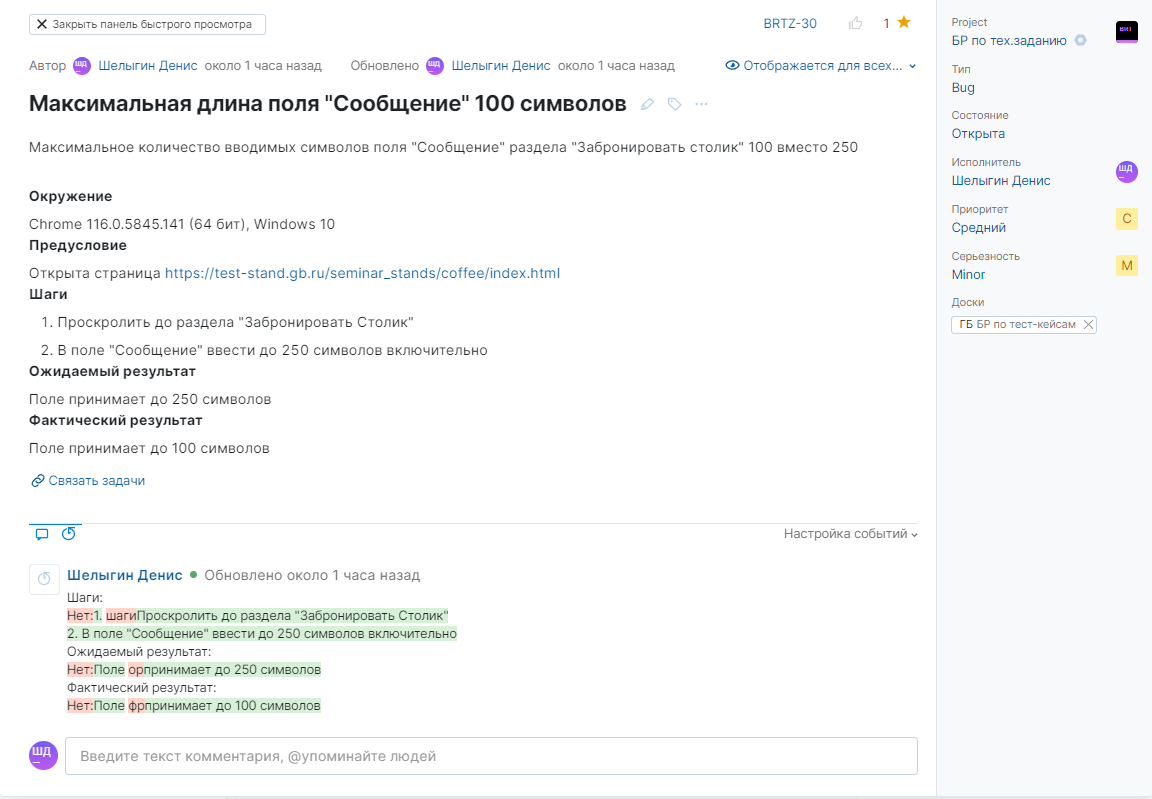 Закрыть панель быстрого просмотра
BRTZ-30 1
Автор ШД_ Шелыгин Денис около 1 часа назад Обновлено ШД_ Шелыгин Денис около 1 часа назад Отображается для всех...
Максимальная длина поля "Сообщение" 100 символов
Максимальное количество вводимых символов поля "Сообщение" раздела "Забронировать столик" 100 вместо 250
Окружение
Chrome 116.0.5845.141 (64 бит), Windows 10
Предусловие
Открыта страница https://test-stand.gb.ru/seminar_stands/coffee/index.html
Шаги
1. Проскролить до раздела "Забронировать Столик"
2. В поле "Сообщение" ввести до 250 символов включительно
Ожидаемый результат
Поле принимает до 250 символов
Фактический результат
Поле принимает до 100 символов
Связать задачи
Настройка событий
Шелыгин Денис Обновлено около 1 часа назад
Шаги:
Нет:1. шагиПроскролить до раздела "Забронировать Столик"
2. В поле "Сообщение" ввести до 250 символов включительно
Ожидаемый результат:
Нет:Поле орпринимает до 250 символов
Фактический результат:
Нет:Поле фрпринимает до 100 символов
ШД_
Введите текст комментария, @упоминайте людей
Project
БР по тех.заданию BRT
Тип
Bug
Состояние
Открыта
Исполнитель
Шелыгин Денис ШД_
Приоритет
Средний С
Серьезность
Minor M
Доски
ГБ БР по тест-кейсам